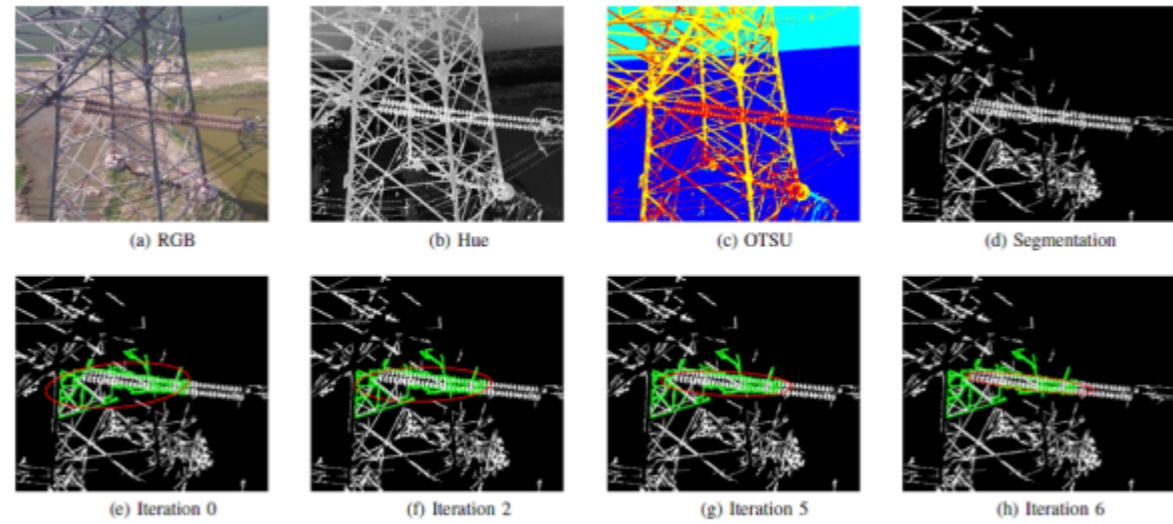 (a) RGB
(b) Hue
(c) OTSU
(d) Segmentation
(e) Iteration 0
(f) Iteration 2
(g) Iteration 5
(h) Iteration 6